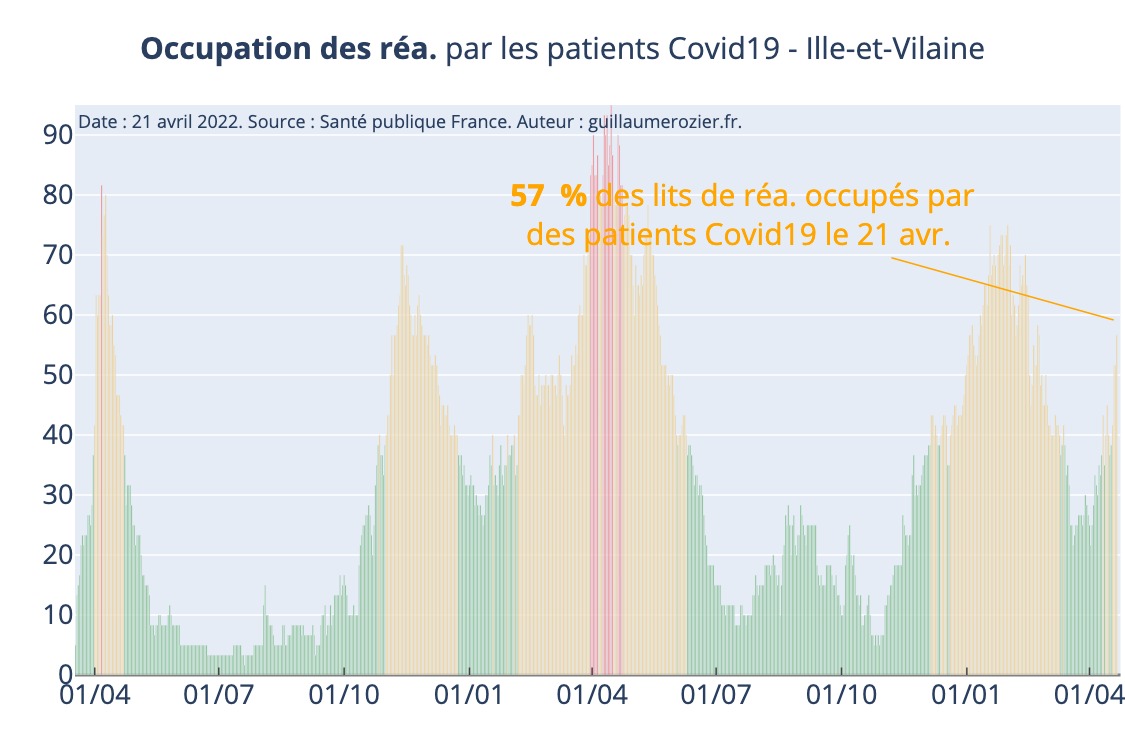 Occupation des réa. par les patients Covid19 - Ille-et-Vilaine
Date : 21 avril 2022. Source : Santé publique France. Auteur : guillaumerozier.fr.
57  % des lits de réa. occupés par
des patients Covid19 le 21 avr.
90
80
70
60
50
40
30
20
10
0
01/04 01/07 01/10 01/01 01/04 01/07 01/10 01/01 01/04